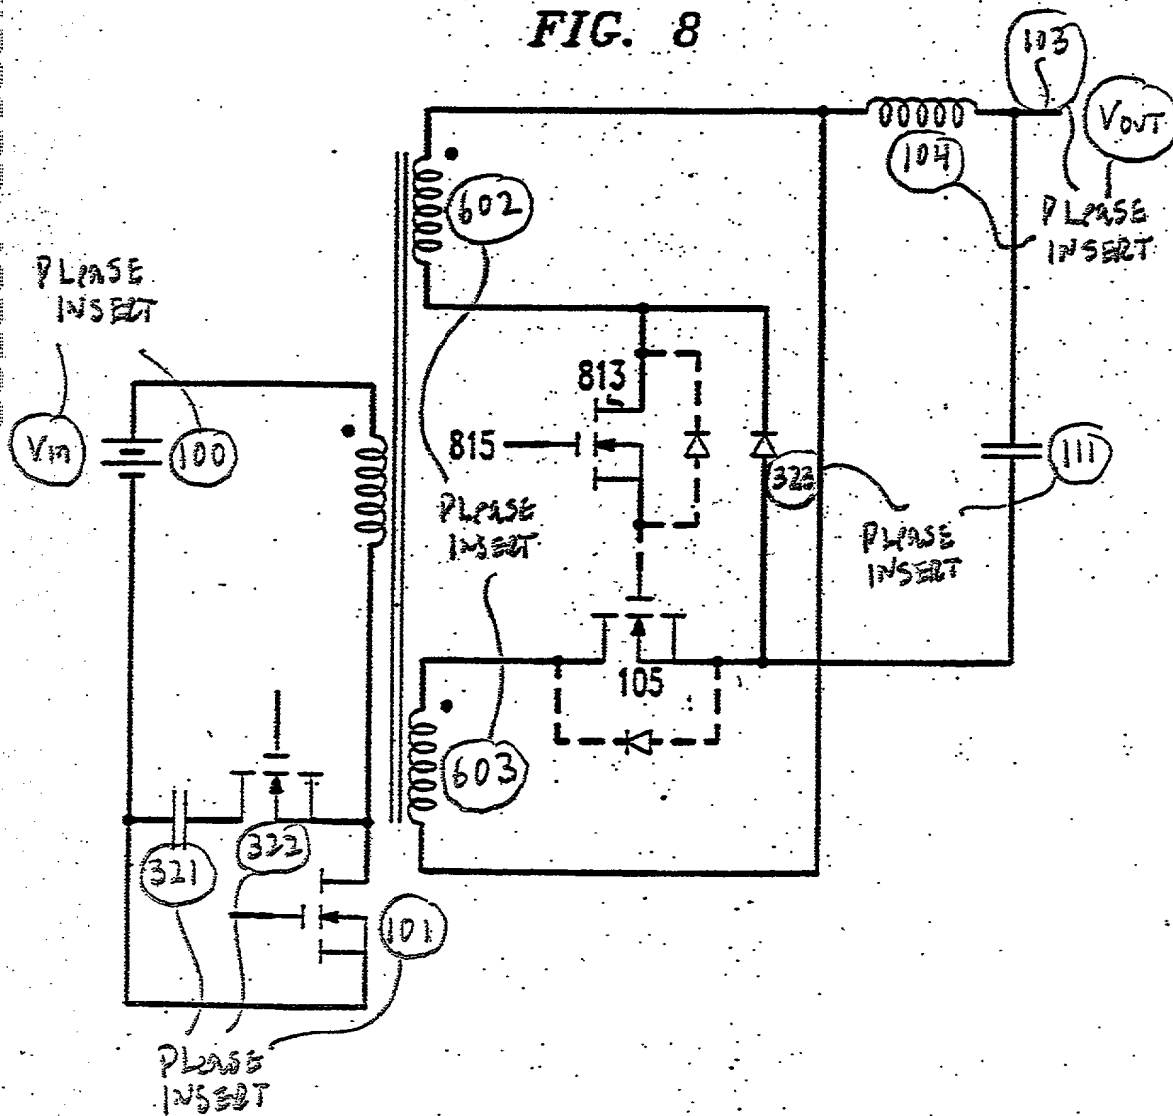 FIG. 8
103
VOUT
104
PLEASE
INSERT
602
PLEASE
INSERT
813
815
Vin
100
323
111
PLEASE
INSERT
PLEASE
INSERT
105
603
322
321
101
PLEASE
INSERT